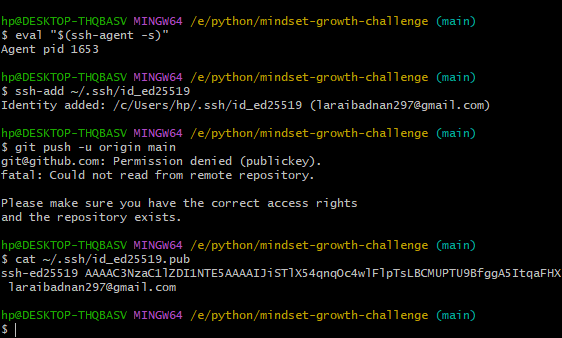 hp@DESKTOP-THQBASV MINGW64 /e/python/mindset-growth-challenge (main)
$ eval "$(ssh-agent -s)"
Agent pid 1653
hp@DESKTOP-THQBASV MINGW64 /e/python/mindset-growth-challenge (main)
$ ssh-add ~/.ssh/id_ed25519
Identity added: /c/Users/hp/.ssh/id_ed25519 (laraibadnan297@gmail.com)
hp@DESKTOP-THQBASV MINGW64 /e/python/mindset-growth-challenge (main)
$ git push -u origin main
git@github.com: Permission denied (publickey).
fatal: Could not read from remote repository.
Please make sure you have the correct access rights
and the repository exists.
hp@DESKTOP-THQBASV MINGW64 /e/python/mindset-growth-challenge (main)
$ cat ~/.ssh/id_ed25519.pub
ssh-ed25519 AAAAC3NzaC1lZDI1NTE5AAAAIJiSTlX54qnqOc4wlFlpTsLBCMUPTU9BfggA5ItqaFHX
laraibadnan297@gmail.com
hp@DESKTOP-THQBASV MINGW64 /e/python/mindset-growth-challenge (main)
$